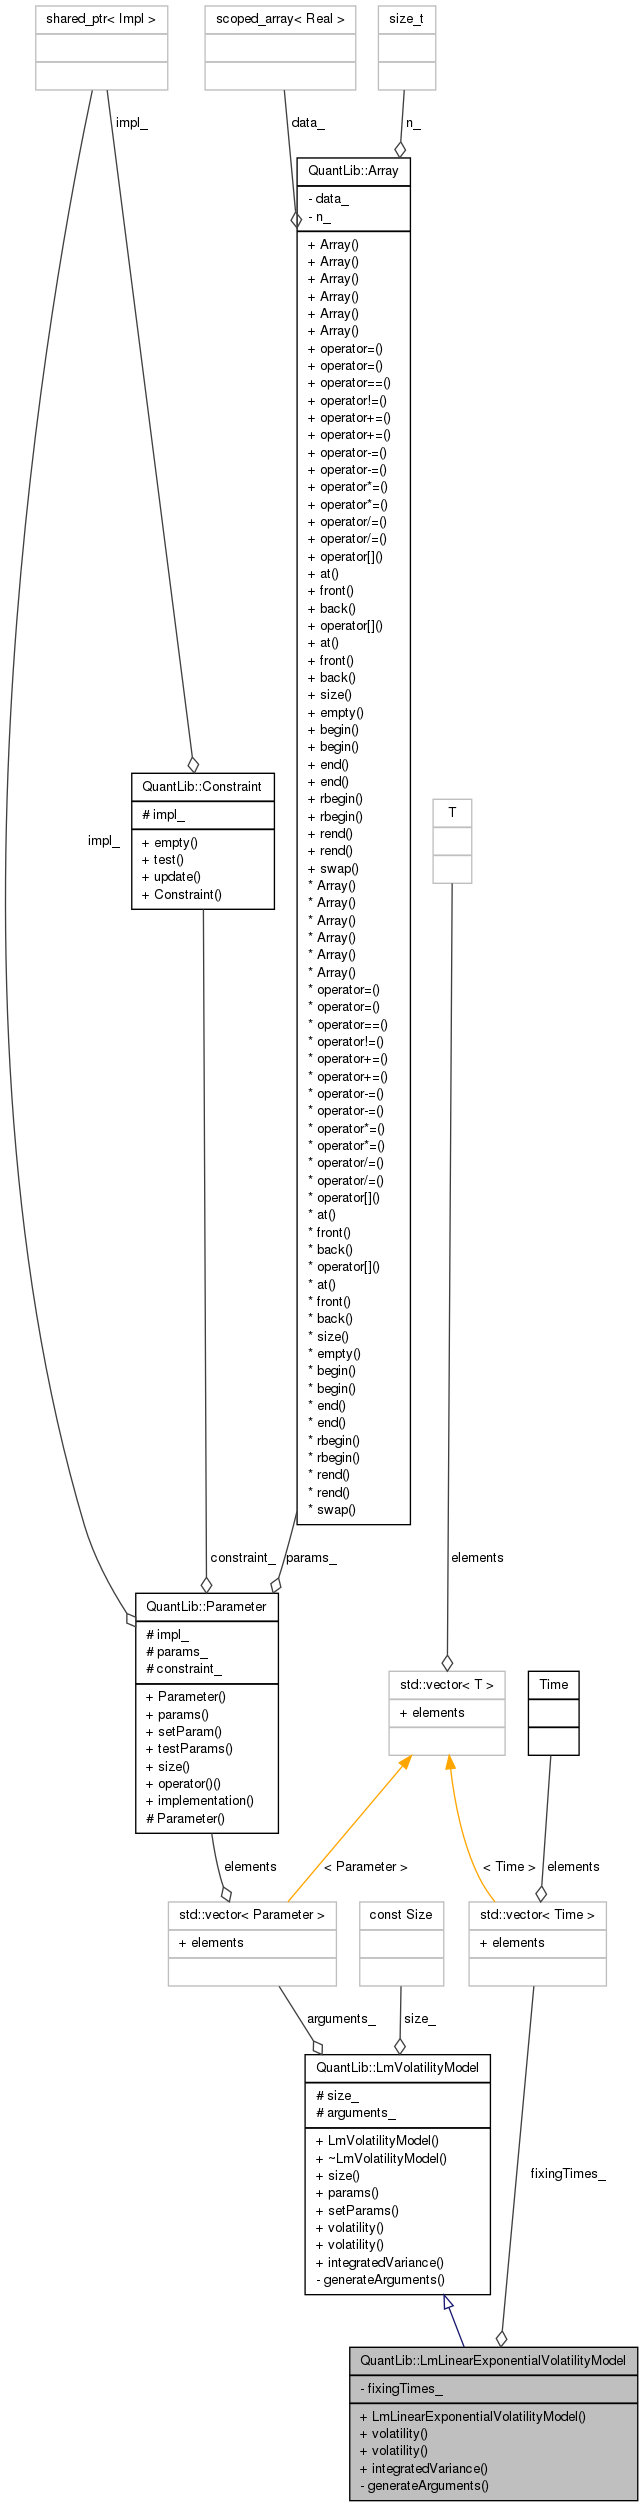 shared_ptr< Impl >
scoped_array< Real >
size_t
impl_
data_
n_
QuantLib::Array
- data_
- n_
+ Array()
+ Array()
+ Array()
+ Array()
+ Array()
+ Array()
+ operator=()
+ operator=()
+ operator==()
+ operator!=()
+ operator+=()
+ operator+=()
+ operator-=()
+ operator-=()
+ operator*=()
+ operator*=()
+ operator/=()
+ operator/=()
+ operator[]()
+ at()
+ front()
+ back()
+ operator[]()
+ at()
+ front()
+ back()
+ size()
+ empty()
+ begin()
+ begin()
+ end()
+ end()
+ rbegin()
+ rbegin()
+ rend()
+ rend()
+ swap()
* Array()
* Array()
* Array()
* Array()
* Array()
* Array()
* operator=()
* operator=()
* operator==()
* operator!=()
* operator+=()
* operator+=()
* operator-=()
* operator-=()
* operator*=()
* operator*=()
* operator/=()
* operator/=()
* operator[]()
* at()
* front()
* back()
* operator[]()
* at()
* front()
* back()
* size()
* empty()
* begin()
* begin()
* end()
* end()
* rbegin()
* rbegin()
* rend()
* rend()
* swap()
QuantLib::Constraint
# impl_
+ empty()
+ test()
+ update()
+ Constraint()
impl_
T
constraint_
params_
elements
QuantLib::Parameter
# impl_
# params_
# constraint_
+ Parameter()
+ params()
+ setParam()
+ testParams()
+ size()
+ operator()()
+ implementation()
# Parameter()
std::vector< T >
+ elements
Time
elements
< Parameter >
< Time >
elements
std::vector< Parameter >
+ elements
const Size
std::vector< Time >
+ elements
arguments_
size_
QuantLib::LmVolatilityModel
# size_
# arguments_
+ LmVolatilityModel()
+ ~LmVolatilityModel()
+ size()
+ params()
+ setParams()
+ volatility()
+ volatility()
+ integratedVariance()
- generateArguments()
fixingTimes_
QuantLib::LmLinearExponentialVolatilityModel
- fixingTimes_
+ LmLinearExponentialVolatilityModel()
+ volatility()
+ volatility()
+ integratedVariance()
- generateArguments()